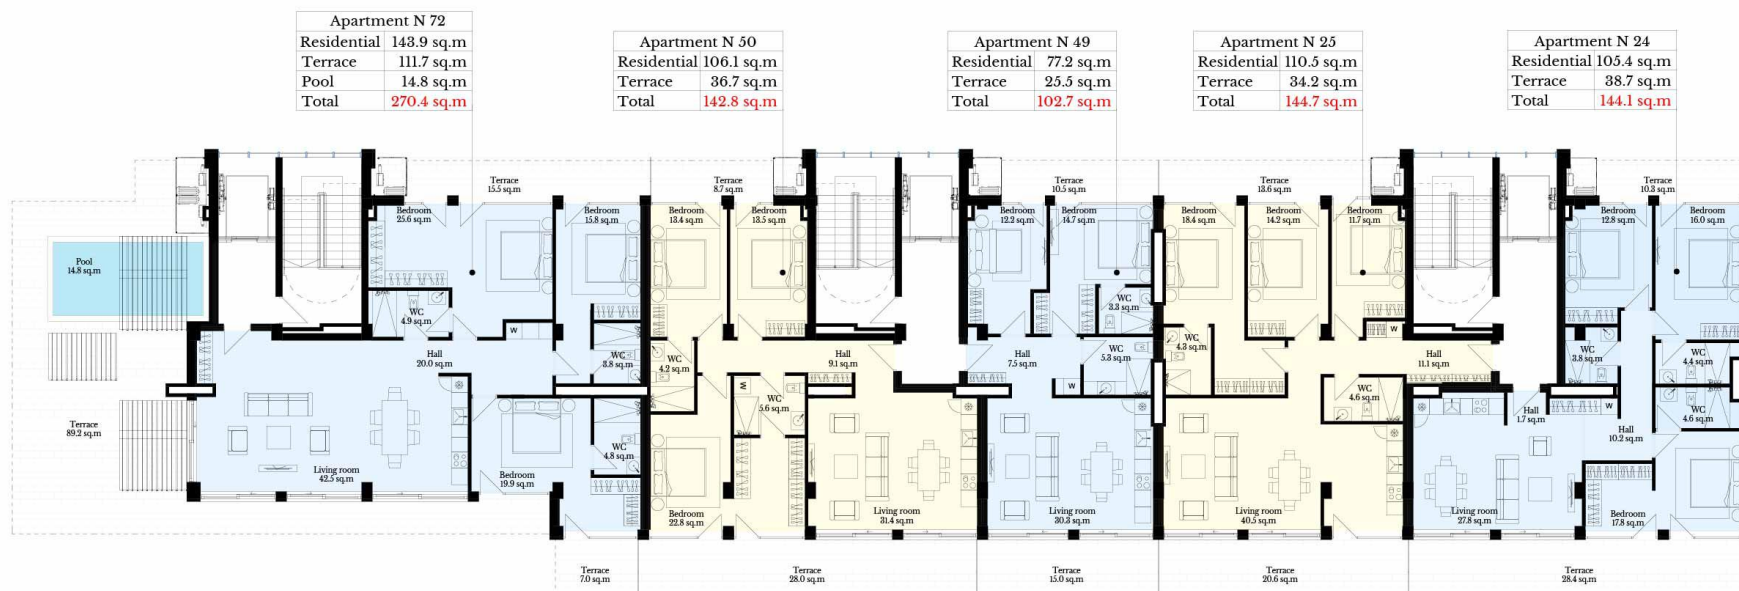 Apartment N 72
Residential 143.9 sq.m
Terrace 111.7 sq.m
Pool 14.8 sq.m
Total 270.4 sq.m
Apartment N 50
Residential 106.1 sq.m
Terrace 36.7 sq.m
Total 142.8 sq.m
Apartment N 49
Residential 77.2 sq.m
Terrace 25.5 sq.m
Total 102.7 sq.m
Apartment N 25
Residential 110.5 sq.m
Terrace 34.2 sq.m
Total 144.7 sq.m
Apartment N 24
Residential 105.4 sq.m
Terrace 38.7 sq.m
Total 144.1 sq.m
Terrace
15.5 sq.m
Terrace
8.7 sq.m
Terrace
10.5 sq.m
Terrace
13.6 sq.m
Terrace
10.3 sq.m
Bedroom
25.6 sq.m
Bedroom
15.8 sq.m
Bedroom
13.4 sq.m
Bedroom
13.5 sq.m
Bedroom
12.2 sq.m
Bedroom
14.7 sq.m
Bedroom
18.4 sq.m
Bedroom
14.2 sq.m
Bedroom
11.7 sq.m
Bedroom
12.8 sq.m
Bedroom
16.0 sq.m
Pool
14.8 sq.m
WC
4.9 sq.m
W
Hall
20.0 sq.m
WC
3.8 sq.m
WC
4.2 sq.m
Hall
9.1 sq.m
W
WC
5.6 sq.m
WC
3.3 sq.m
Hall
7.5 sq.m
WC
5.3 sq.m
W
WC
4.3 sq.m
W
Hall
11.1 sq.m
WC
4.6 sq.m
WC
3.8 sq.m
WC
4.4 sq.m
WC
4.6 sq.m
Hall
1.7 sq.m
W
Hall
10.2 sq.m
Terrace
89.2 sq.m
Living room
42.5 sq.m
Bedroom
19.9 sq.m
WC
4.8 sq.m
Bedroom
22.8 sq.m
Living room
31.4 sq.m
Living room
30.3 sq.m
Living room
40.5 sq.m
Living room
27.8 sq.m
Bedroom
17.8 sq.m
Terrace
7.0 sq.m
Terrace
28.0 sq.m
Terrace
15.0 sq.m
Terrace
20.6 sq.m
Terrace
28.4 sq.m